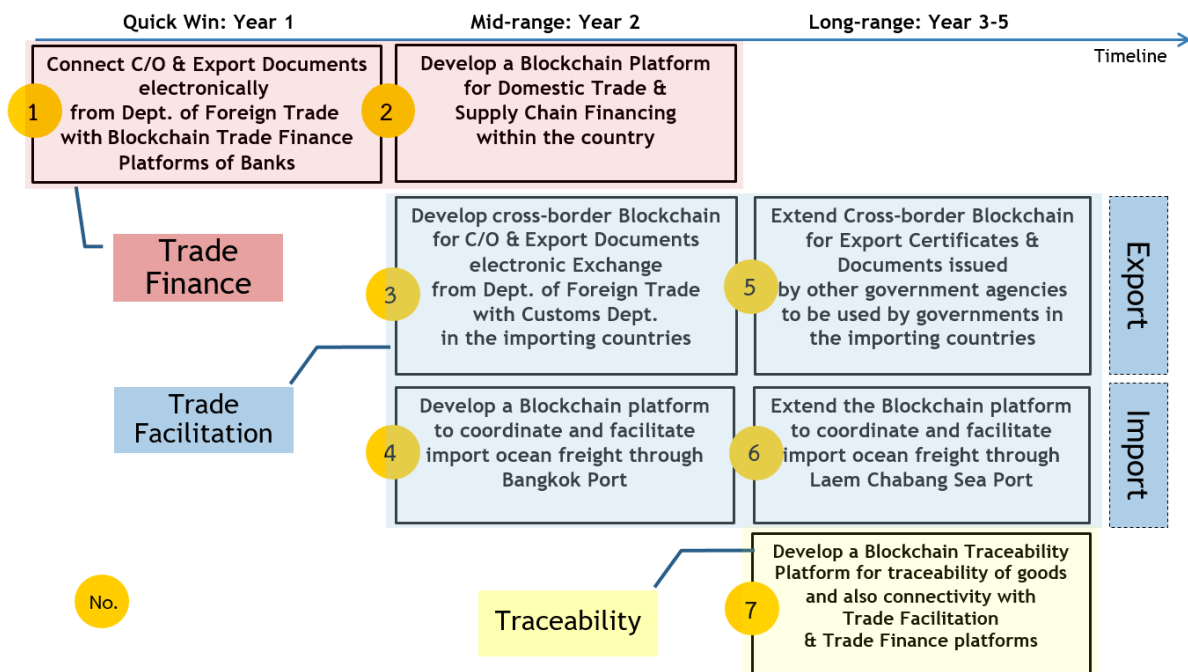 Quick Win: Year 1
Mid-range: Year 2
Long-range: Year 3-5
Timeline
1
Connect C/O & Export Documents
electronically
from Dept. of Foreign Trade
with Blockchain Trade Finance
Platforms of Banks
2
Develop a Blockchain Platform
for Domestic Trade &
Supply Chain Financing
within the country
Trade
Finance
3
Develop cross-border Blockchain
for C/O & Export Documents
electronic Exchange
from Dept. of Foreign Trade
with Customs Dept.
in the importing countries
5
Extend Cross-border Blockchain
for Export Certificates &
Documents issued
by other government agencies
to be used by governments in
the importing countries
Export
Trade
Facilitation
4
Develop a Blockchain platform
to coordinate and facilitate
import ocean freight through
Bangkok Port
6
Extend the Blockchain platform
to coordinate and facilitate
import ocean freight through
Laem Chabang Sea Port
Import
Traceability
7
Develop a Blockchain Traceability
Platform for traceability of goods
and also connectivity with
Trade Facilitation
& Trade Finance platforms
No.